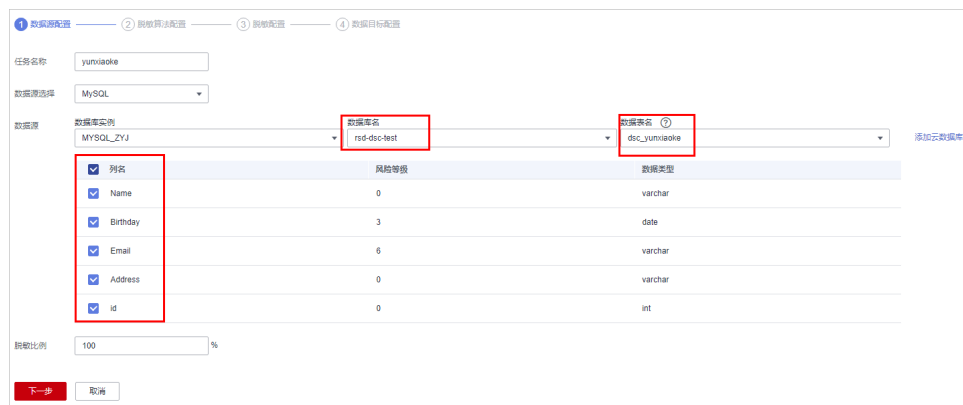 1 数据源配置 2 脱敏算法配置 3 脱敏配置 4 数据目标配置
任务名称 yunxiaoke
数据源选择 MySQL
数据源 数据库实例 数据库名 数据表名 ?
MYSQL_ZYJ rsd-dsc-test dsc_yunxiaoke 添加云数据库
列名 风险等级 数据类型
Name 0 varchar
Birthday 3 date
Email 6 varchar
Address 0 varchar
id 0 int
脱敏比例 100 %
下一步 取消